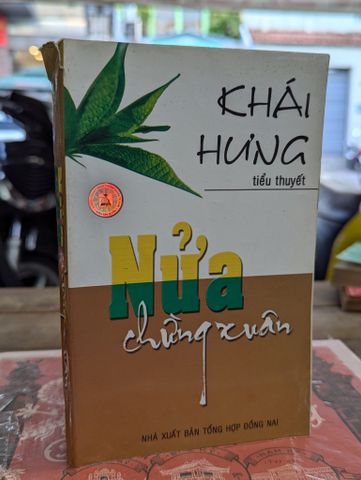 KHÁI
HƯNG
tiểu thuyết
Nửa
chừng xuân
NHÀ XUẤT BẢN TỔNG HỢP ĐỒNG NAI